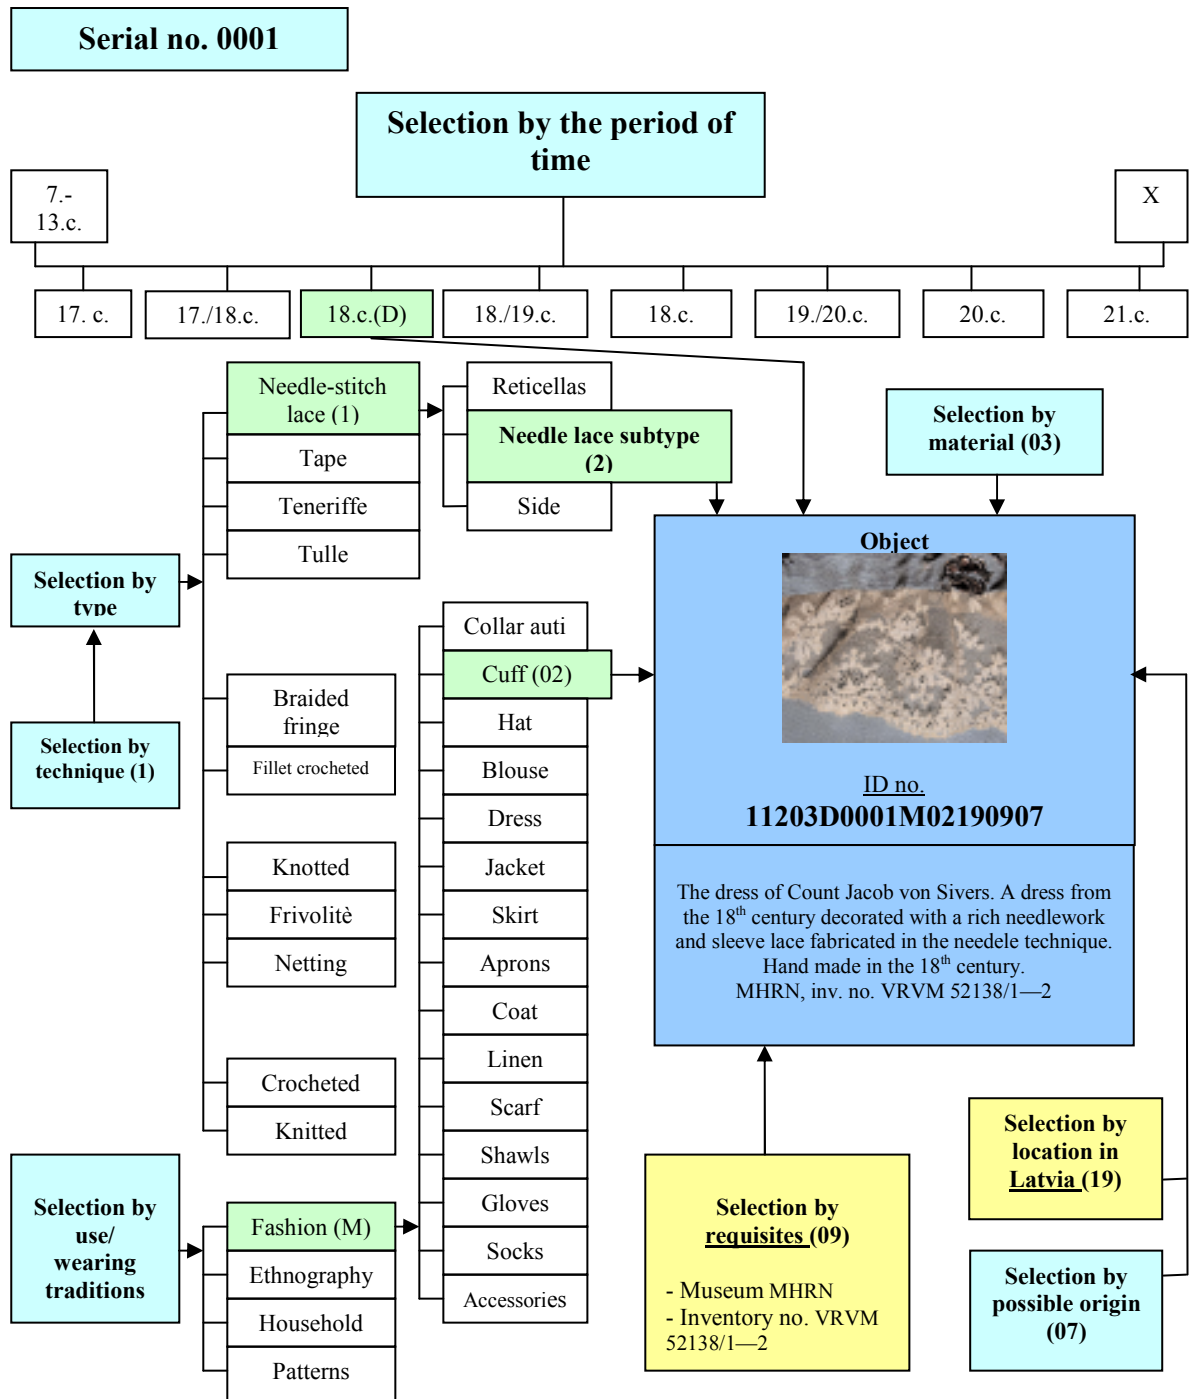 Serial no. 0001
Selection by the period of
time
7.-
13.c.
X
17. c.
17./18.c.
18.c.(D)
18./19.c.
18.c.
19./20.c.
20.c.
21.c.
Needle-stitch
lace (1)
Tape
Teneriffe
Tulle
Reticellas
Needle lace subtype
(2)
Side
Selection by
material (03)
Selection by
type
Selection by
technique (1)
Braided
fringe
Fillet crocheted
Knotted
Frivolitè
Netting
Crocheted
Knitted
Selection by
use/
wearing
traditions
Fashion (M)
Ethnography
Household
Patterns
Collar auti
Cuff (02)
Hat
Blouse
Dress
Jacket
Skirt
Aprons
Coat
Linen
Scarf
Shawls
Gloves
Socks
Accessories
Object
ID no.
11203D0001M02190907
The dress of Count Jacob von Sivers. A dress from
the 18th century decorated with a rich needlework
and sleeve lace fabricated in the needele technique.
Hand made in the 18th century.
MHRN, inv. no. VRVM 52138/1—2
Selection by
requisites (09)
- Museum MHRN
- Inventory no. VRVM
52138/1—2
Selection by
location in
Latvia (19)
Selection by
possible origin
(07)